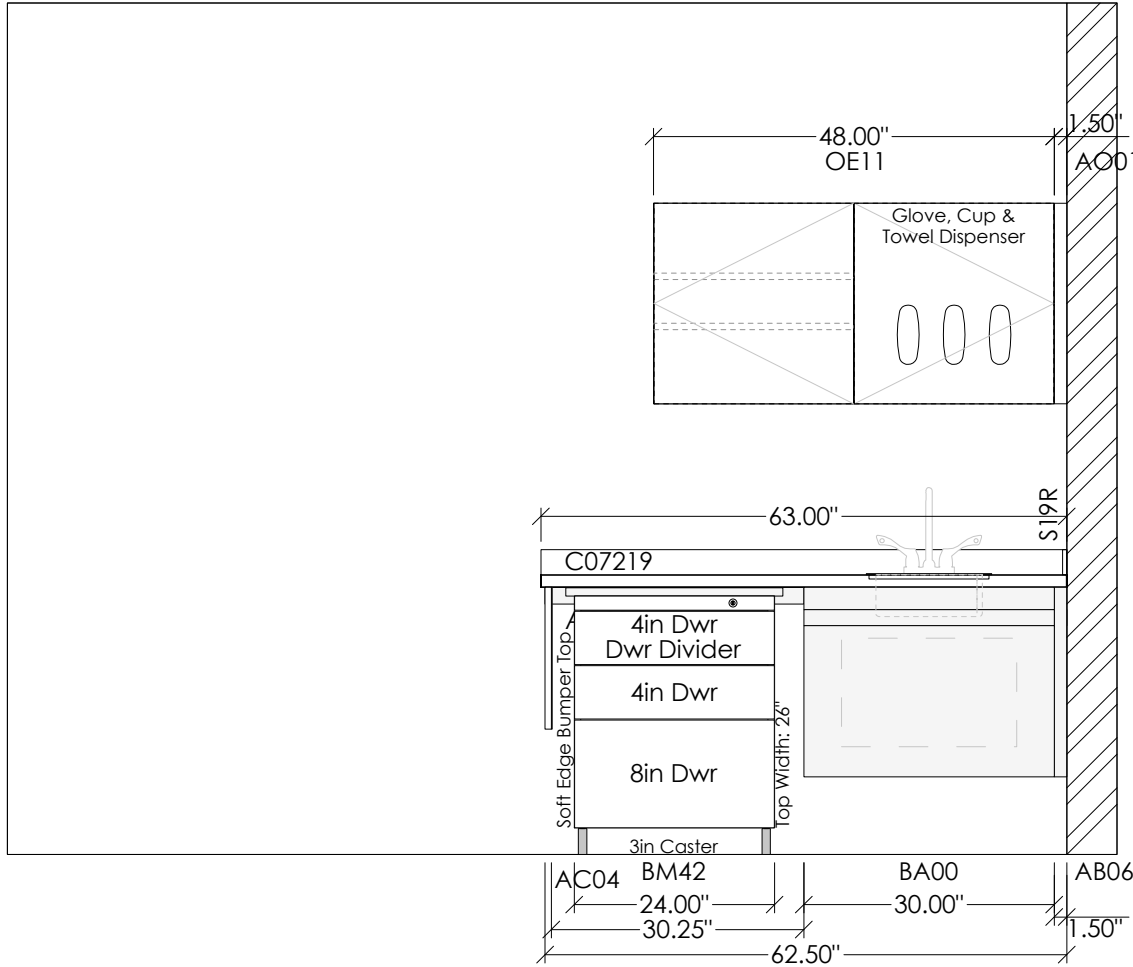 48.00"
1.50"
OE11
AO01
Glove, Cup &
Towel Dispenser
63.00"
S19R
C07219
4in Dwr
Dwr Divider
4in Dwr
8in Dwr
Soft Edge Bumper Top
Top Width: 26"
3in Caster
AC04
BM42
BA00
AB06
24.00"
30.00"
30.25"
1.50"
62.50"